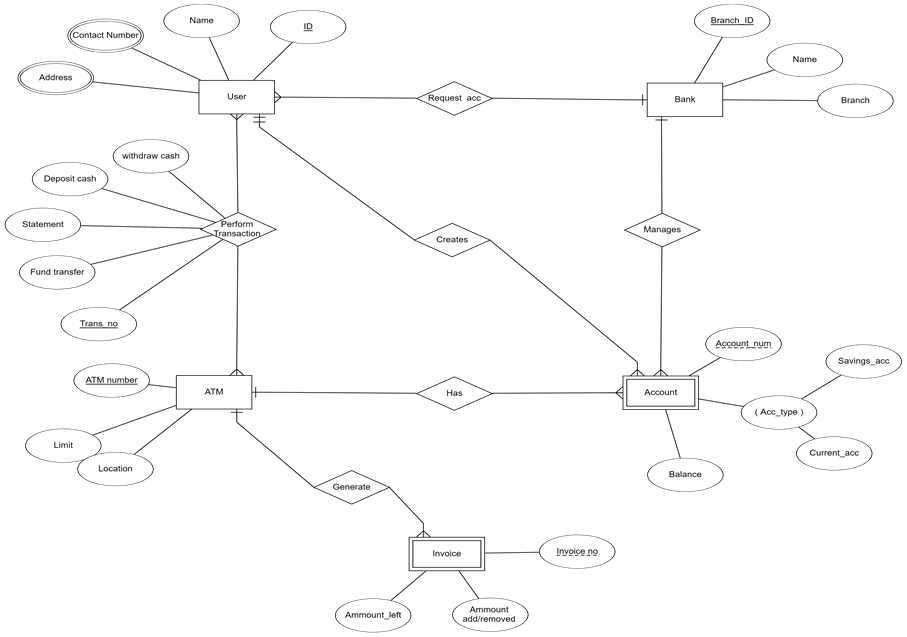 Name
Branch_ID
ID
Contact Number
Name
Address
User
Request acc
Bank
Branch
withdraw cash
Deposit cash
Statement
Perform
Transaction
Manages
Creates
Fund transfer
Trans_no
Account_num
Savings_acc
ATM number
ATM
Has
Account
( Acc_type )
Limit
Location
Current_acc
Balance
Generate
Invoice
Invoice no
Ammount_left
Ammount
add/removed